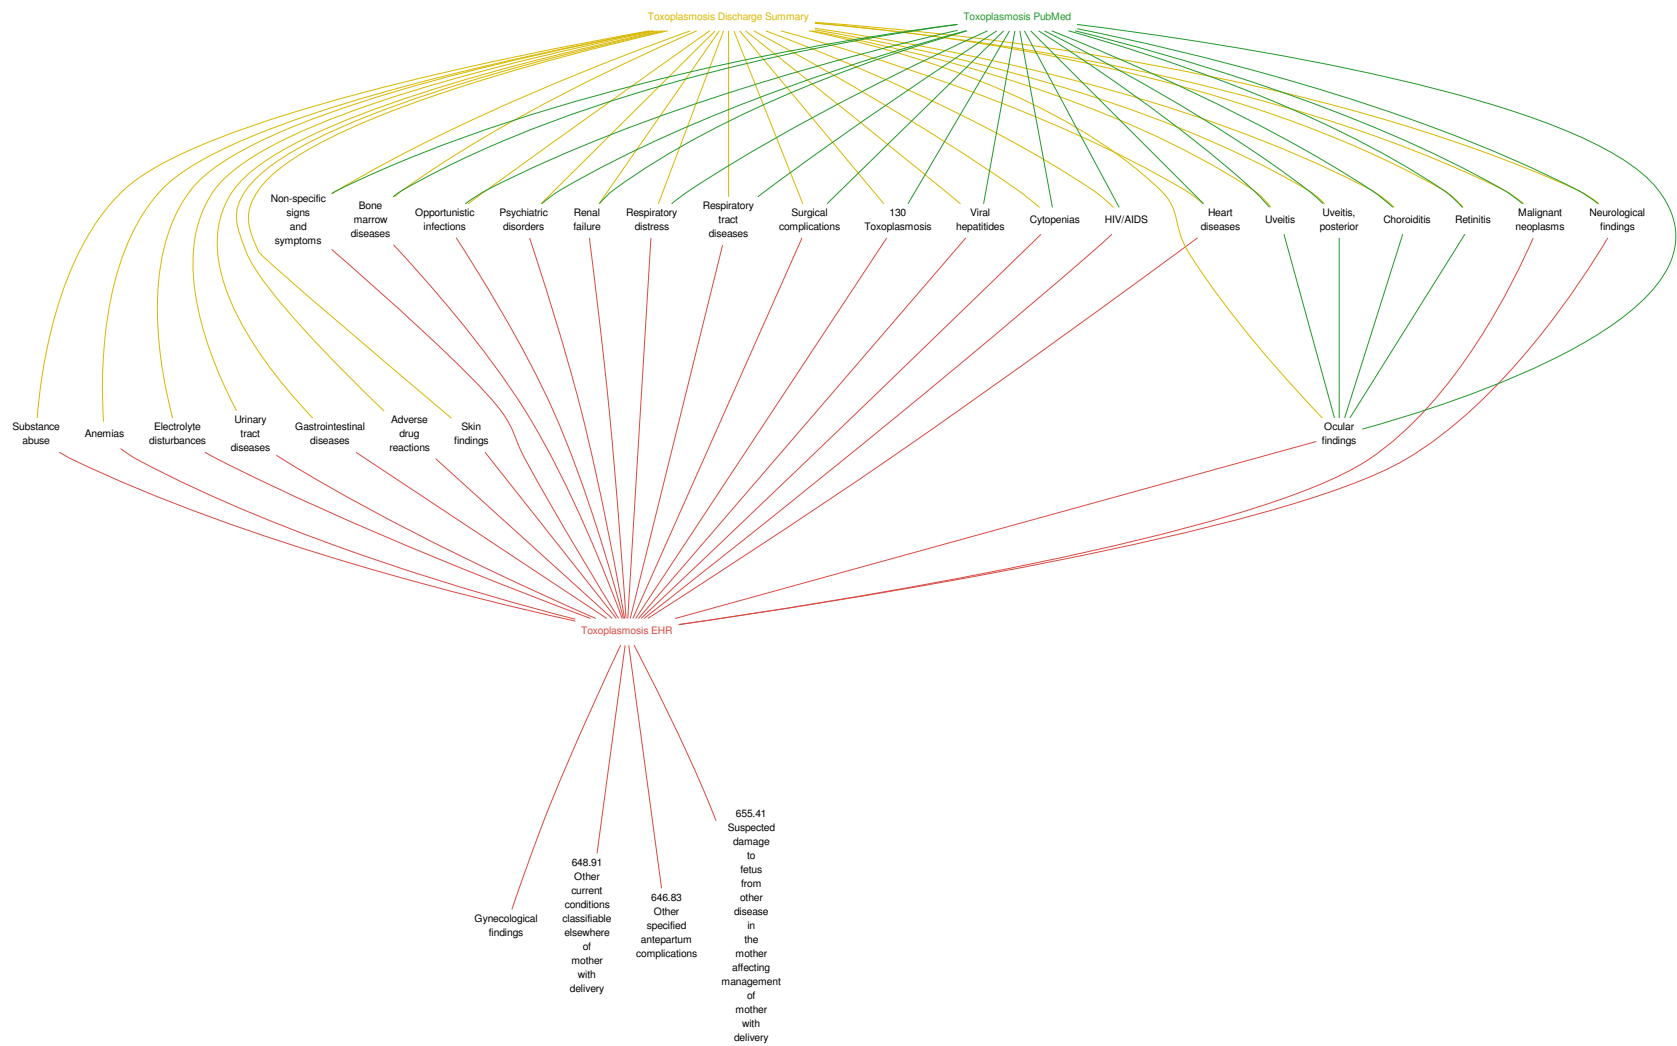 Toxoplasmosis Discharge Summary
Toxoplasmosis PubMed
Non-specific
signs
and
symptoms
Bone
marrow
diseases
Opportunistic
infections
Psychiatric
disorders
Renal
failure
Respiratory
distress
Respiratory
tract
diseases
Surgical
complications
130
Toxoplasmosis
Viral
hepatitides
Cytopenias
HIV/AIDS
Heart
diseases
Uveitis
Uveitis,
posterior
Choroiditis
Retinitis
Malignant
neoplasms
Neurological
findings
Substance
abuse
Anemias
Electrolyte
disturbances
Urinary
tract
diseases
Gastrointestinal
diseases
Adverse
drug
reactions
Skin
findings
Ocular
findings
Toxoplasmosis EHR
Gynecological
findings
648.91
Other
current
conditions
classifiable
elsewhere
of
mother
with
delivery
646.83
Other
specified
antepartum
complications
655.41
Suspected
damage
to
fetus
from
other
disease
in
the
mother
affecting
management
of
mother
with
delivery